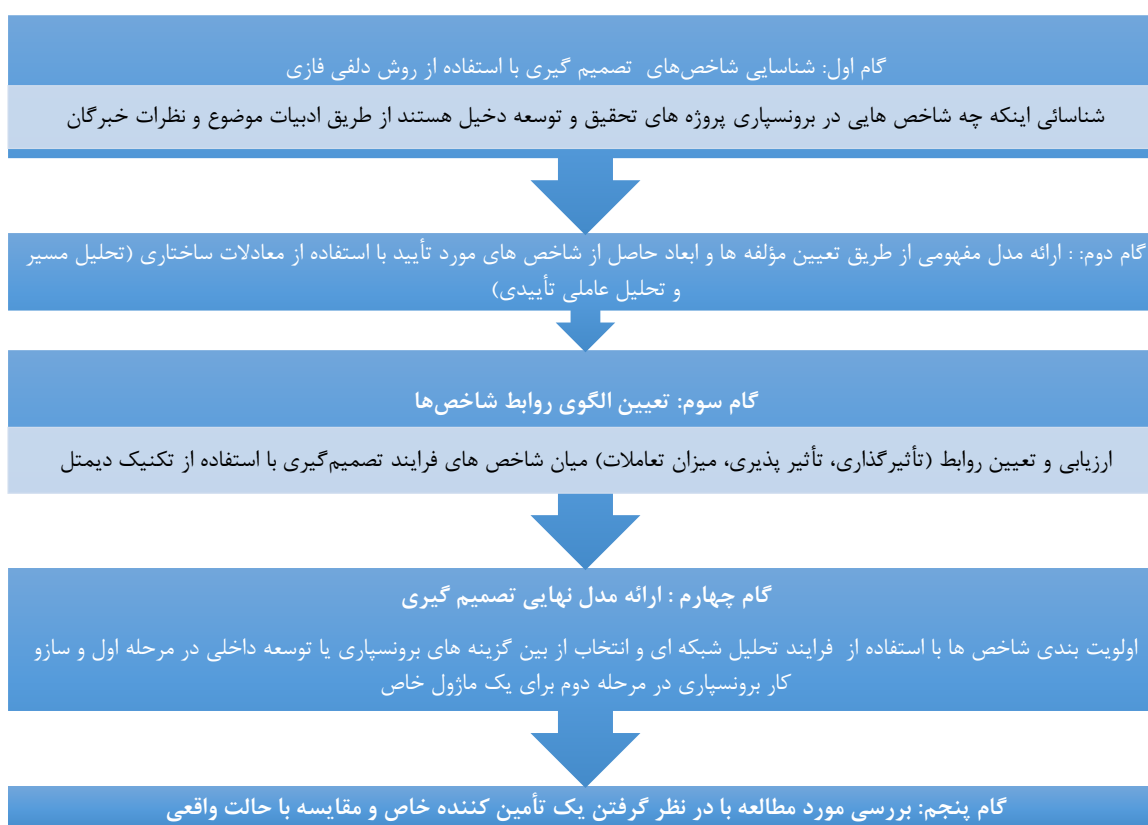 گام اول: شناسایی شاخص‌های تصمیم گیری با استفاده از روش دلفی فازی
شناسائی اینکه چه شاخص هایی در برونسپاری پروژه های تحقیق و توسعه دخیل هستند از طریق ادبیات موضوع و نظرات خبرگان
گام دوم: : ارائه مدل مفهومی از طریق تعیین مؤلفه ها و ابعاد حاصل از شاخص های مورد تأیید با استفاده از معادلات ساختاری (تحلیل مسیر
و تحلیل عاملی تأییدی)
گام سوم: تعیین الگوی روابط شاخص‌ها
ارزیابی و تعیین روابط (تأثیرگذاری، تأثیر پذیری، میزان تعاملات) میان شاخص های فرایند تصمیم‌گیری با استفاده از تکنیک دیمتل
گام چهارم : ارائه مدل نهایی تصمیم گیری
اولویت بندی شاخص ها با استفاده از فرایند تحلیل شبکه ای و انتخاب از بین گزینه های برونسپاری یا توسعه داخلی در مرحله اول و سازو
کار برونسپاری در مرحله دوم برای یک ماژول خاص
گام پنجم: بررسی مورد مطالعه با در نظر گرفتن یک تأمین کننده خاص و مقایسه با حالت واقعی